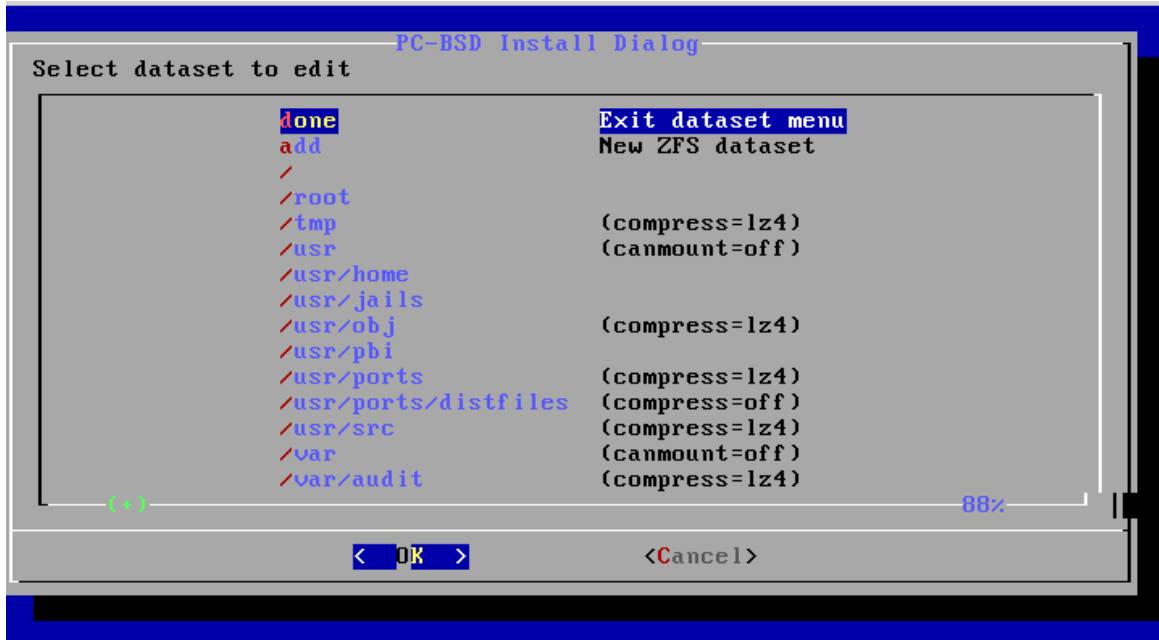 PC-BSD Install Dialog
Select dataset to edit
done Exit dataset menu
add New ZFS dataset
/
/root
/tmp (compress=lz4)
/usr (canmount=off)
/usr/home
/usr/jails
/usr/obj (compress=lz4)
/usr/pbi
/usr/ports (compress=lz4)
/usr/ports/distfiles (compress=off)
/usr/src (compress=lz4)
/var (canmount=off)
/var/audit (compress=lz4)
(+) 88%
< OK > <Cancel>